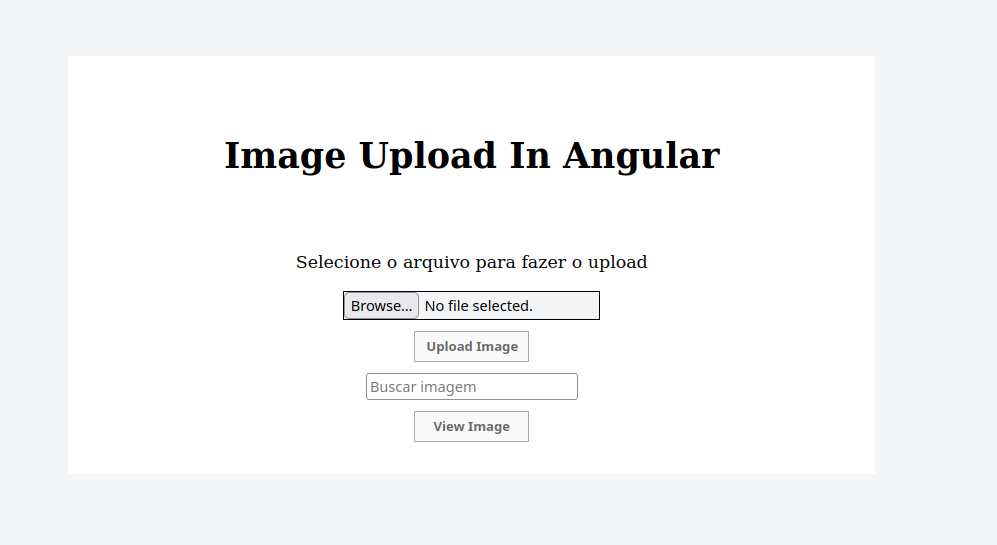 Image Upload In Angular
Selecione o arquivo para fazer o upload
Browse... No file selected.
Upload Image
Buscar imagem
View Image